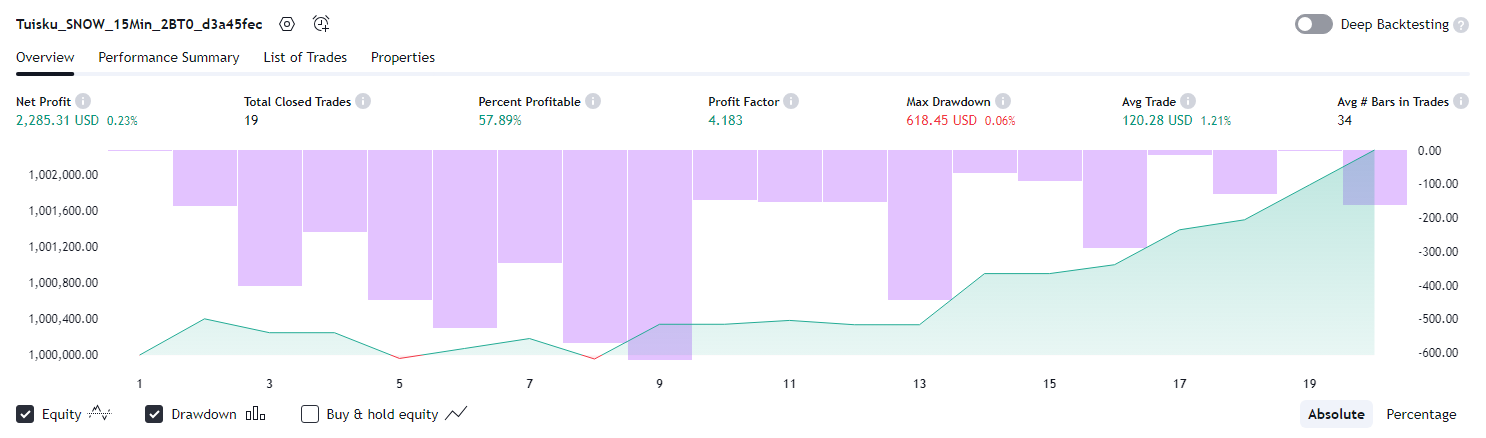 Tuisku_SNOW_15Min_2BT0_d3a45fec
Deep Backtesting ?
Overview Performance Summary List of Trades Properties
Net Profit i Total Closed Trades i Percent Profitable i Profit Factor i Max Drawdown i Avg Trade i Avg # Bars in Trades i
2,285.31 USD 0.23% 19 57.89% 4.183 618.45 USD 0.06% 120.28 USD 1.21% 34
0.00
1,002,000.00 -100.00
1,001,600.00 -200.00
1,001,200.00 -300.00
1,000,800.00 -400.00
1,000,400.00 -500.00
1,000,000.00 -600.00
1 3 5 7 9 11 13 15 17 19
Equity Drawdown Buy & hold equity Absolute Percentage